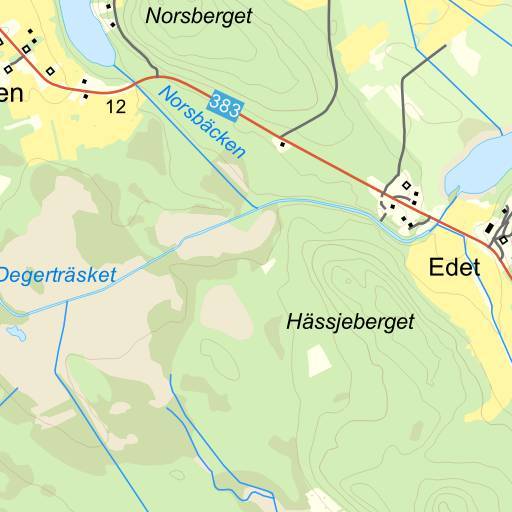 Norsberget
en
12
383
Norsbäcken
Degerträsket
Edet
Hässjeberget